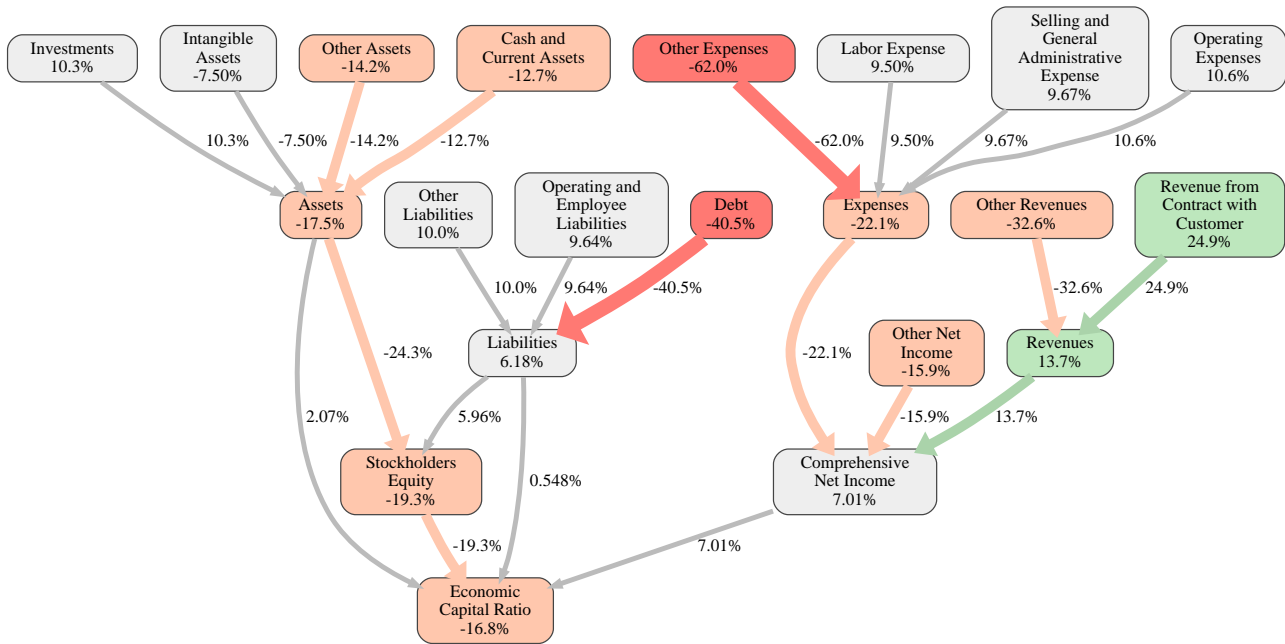 Investments
10.3%
Intangible
Assets
-7.50%
Other Assets
-14.2%
Cash and
Current Assets
-12.7%
Other Expenses
-62.0%
Labor Expense
9.50%
Selling and
General
Administrative
Expense
9.67%
Operating
Expenses
10.6%
10.3%
-7.50%
-14.2%
-12.7%
-62.0%
9.50%
9.67%
10.6%
Assets
-17.5%
Other
Liabilities
10.0%
Operating and
Employee
Liabilities
9.64%
Debt
-40.5%
Expenses
-22.1%
Other Revenues
-32.6%
Revenue from
Contract with
Customer
24.9%
10.0%
9.64%
-40.5%
-32.6%
24.9%
-24.3%
Liabilities
6.18%
-22.1%
Other Net
Income
-15.9%
Revenues
13.7%
2.07%
5.96%
-15.9%
13.7%
Stockholders
Equity
-19.3%
0.548%
Comprehensive
Net Income
7.01%
-19.3%
7.01%
Economic
Capital Ratio
-16.8%